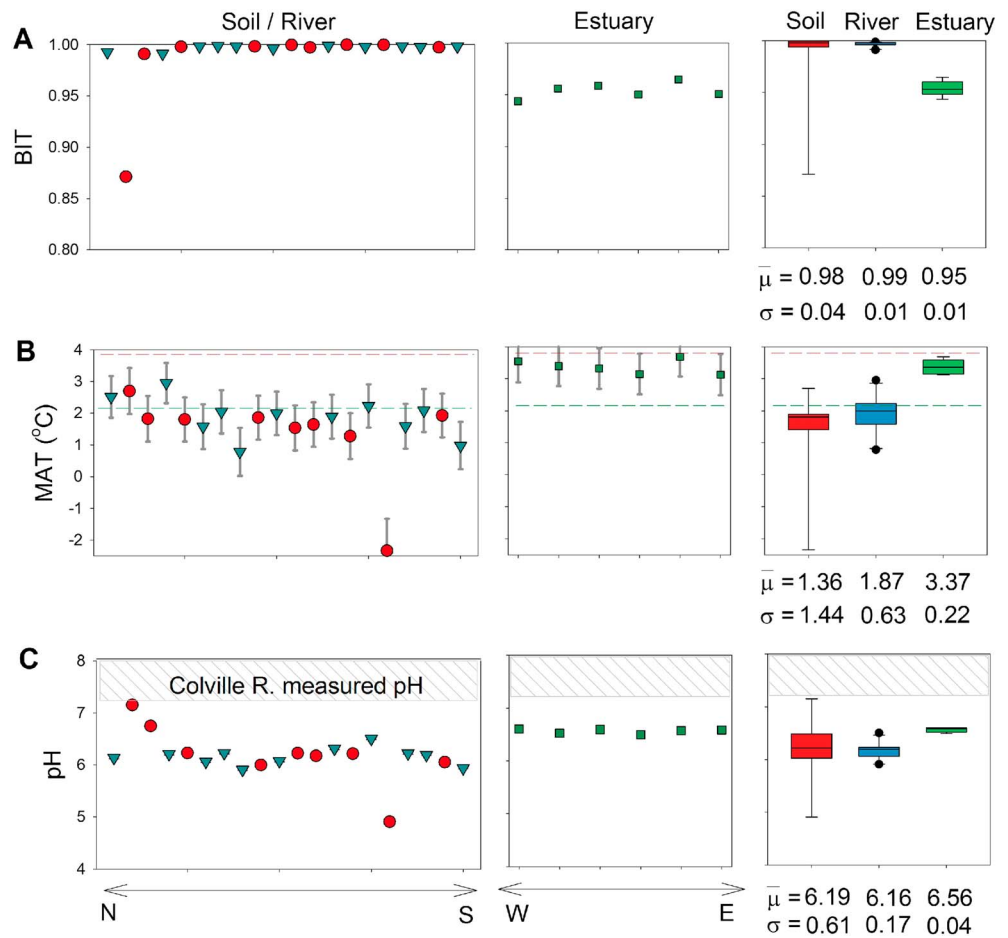 Soil / River
Estuary
Soil River Estuary
A
BIT
1.00
0.95
0.90
0.85
0.80
μ̅ = 0.98 0.99 0.95
σ = 0.04 0.01 0.01
B
MAT (°C)
4
3
2
1
0
-1
-2
μ̅ = 1.36 1.87 3.37
σ = 1.44 0.63 0.22
C
pH
8
7
6
5
4
Colville R. measured pH
N S
W E
μ̅ = 6.19 6.16 6.56
σ = 0.61 0.17 0.04